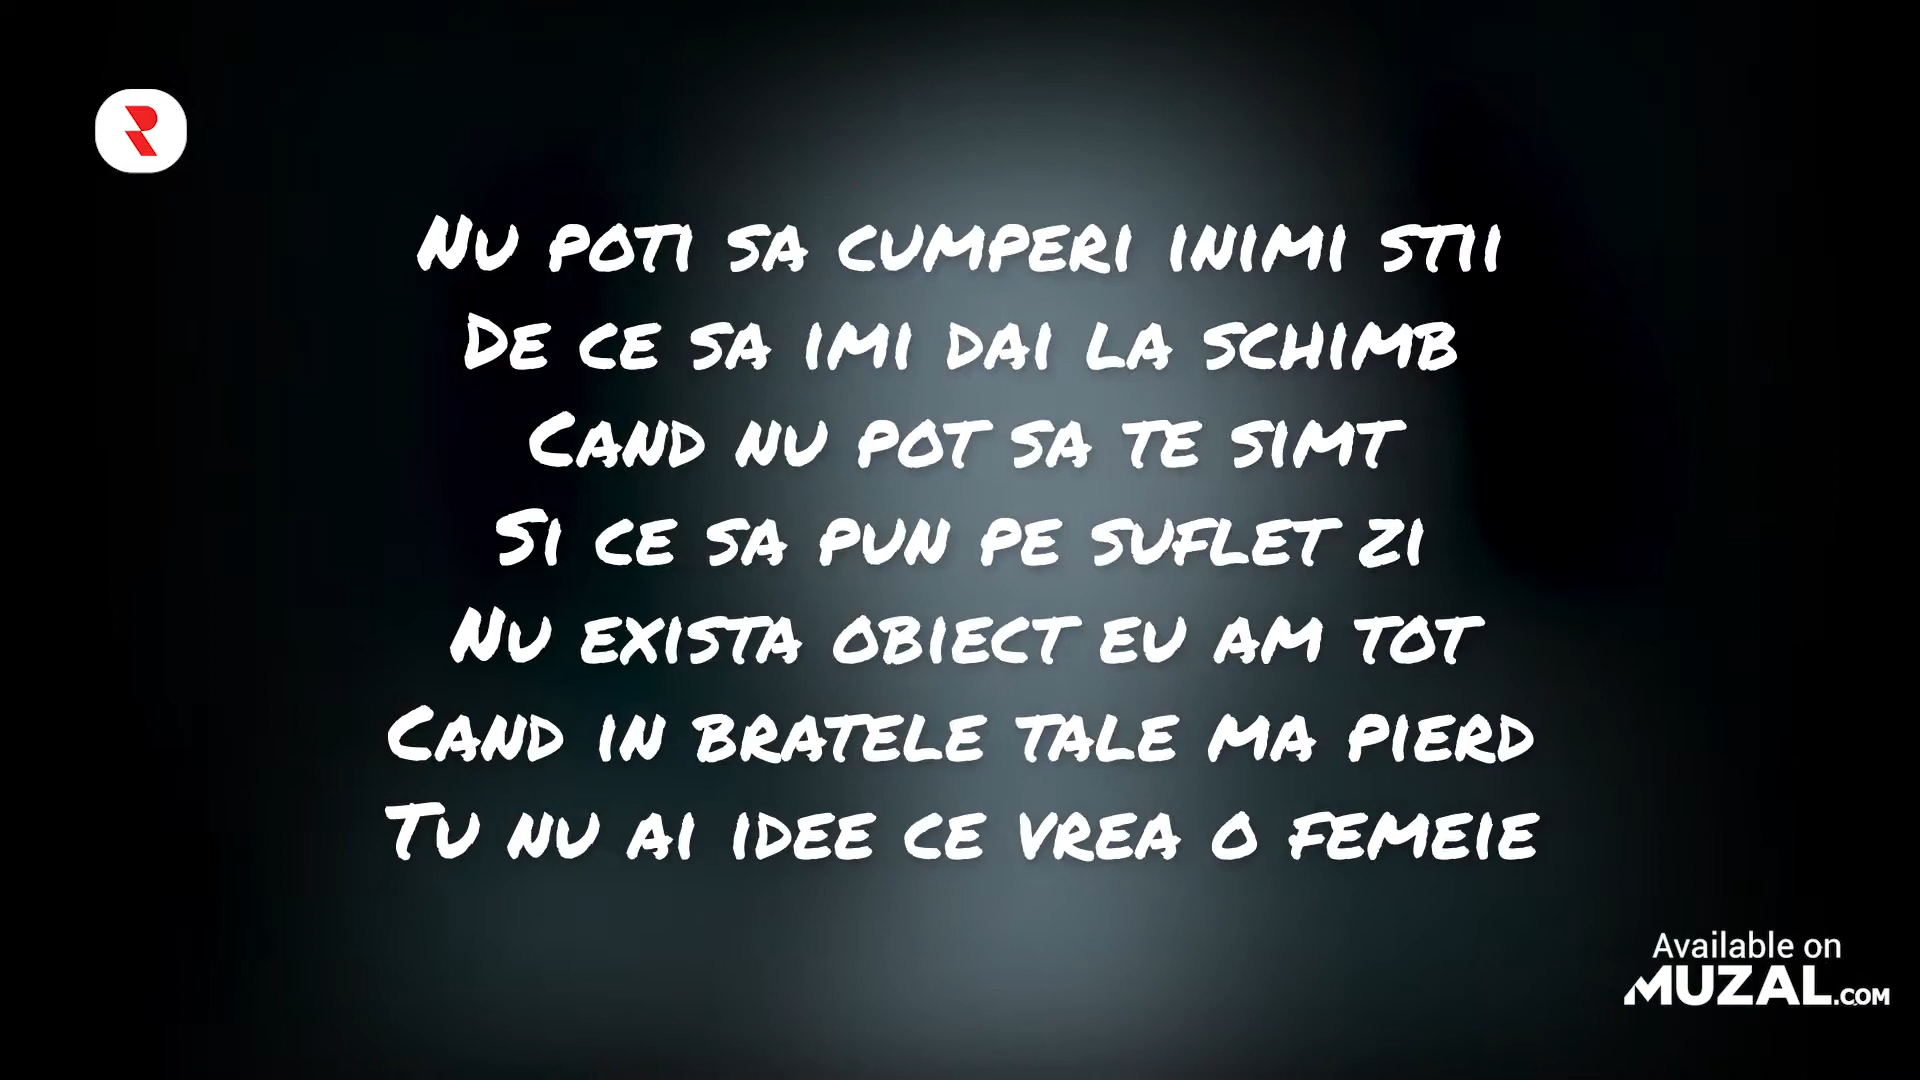 Nu poti sa cumperi inimi stii
De ce sa imi dai la schimb
Cand nu pot sa te simt
Si ce sa pun pe suflet zi
Nu exista obiect eu am tot
Cand in bratele tale ma pierd
Tu nu ai idee ce vrea o femeie
Available on
MUZAL.COM